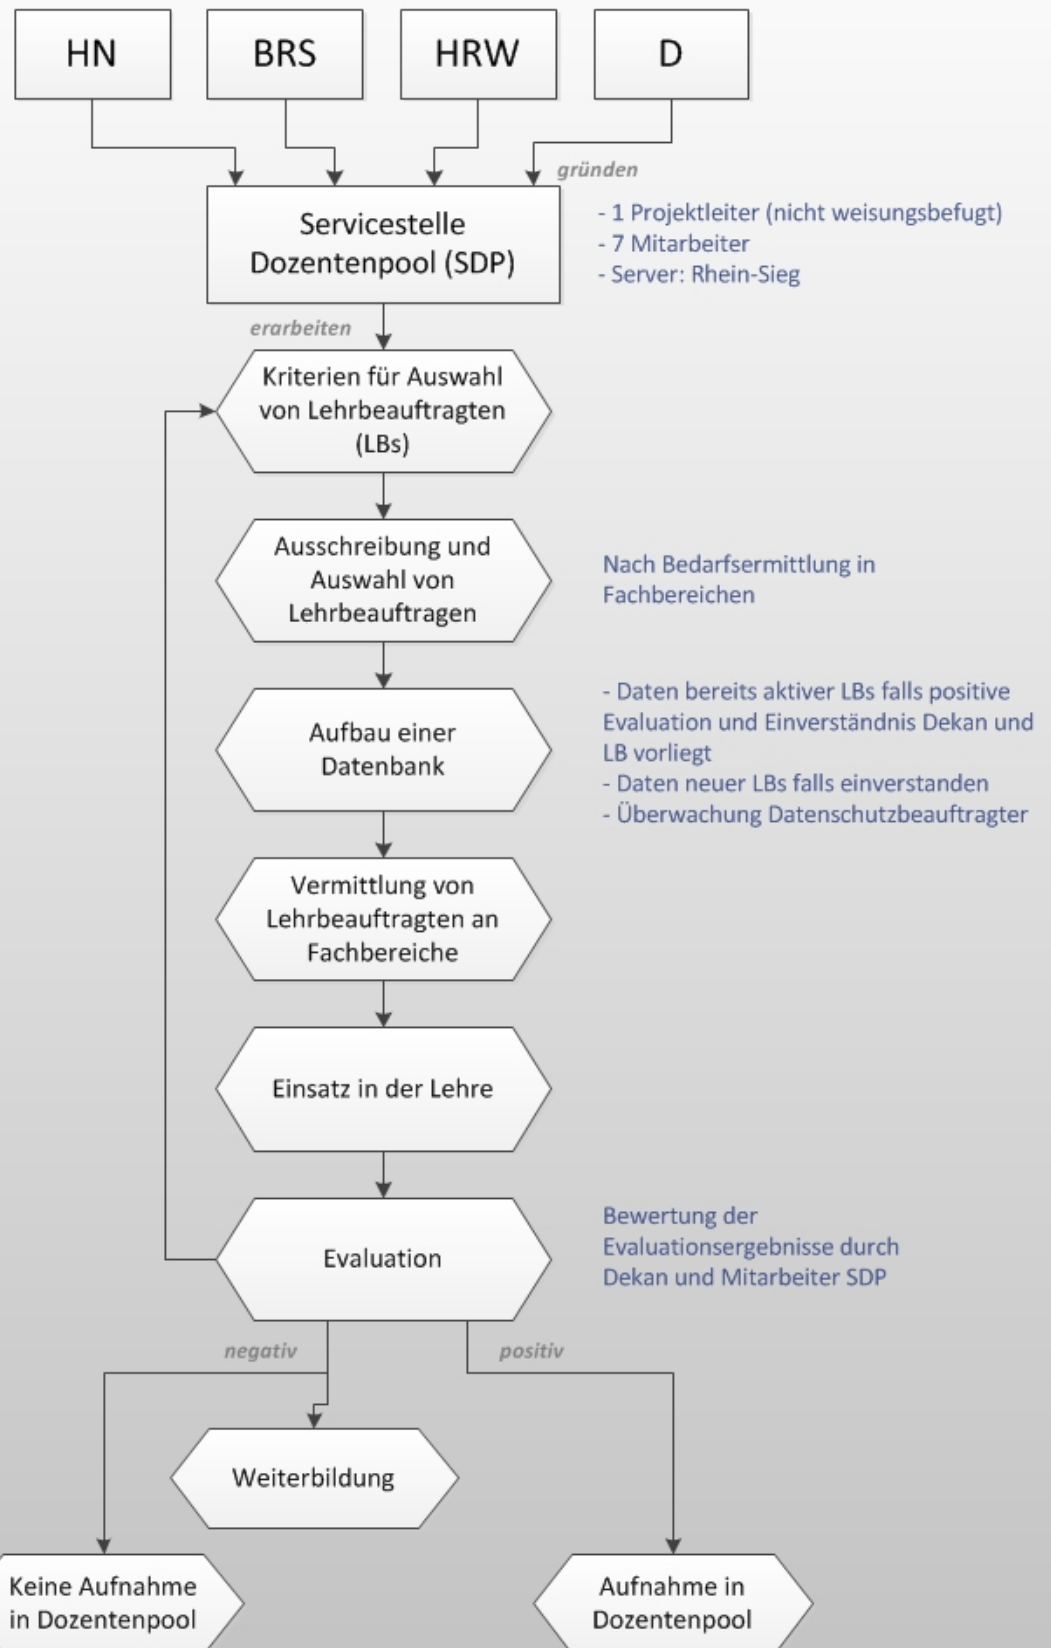 HN
BRS
HRW
D
gründen
Servicestelle
Dozentenpool (SDP)
- 1 Projektleiter (nicht weisungsbefugt)
- 7 Mitarbeiter
- Server: Rhein-Sieg
erarbeiten
Kriterien für Auswahl
von Lehrbeauftragten
(LBs)
Ausschreibung und
Auswahl von
Lehrbeauftragen
Nach Bedarfsermittlung in
Fachbereichen
Aufbau einer
Datenbank
- Daten bereits aktiver LBs falls positive
Evaluation und Einverständnis Dekan und
LB vorliegt
- Daten neuer LBs falls einverstanden
- Überwachung Datenschutzbeauftragter
Vermittlung von
Lehrbeauftragten an
Fachbereiche
Einsatz in der Lehre
Evaluation
Bewertung der
Evaluationsergebnisse durch
Dekan und Mitarbeiter SDP
negativ
positiv
Weiterbildung
Keine Aufnahme
in Dozentenpool
Aufnahme in
Dozentenpool